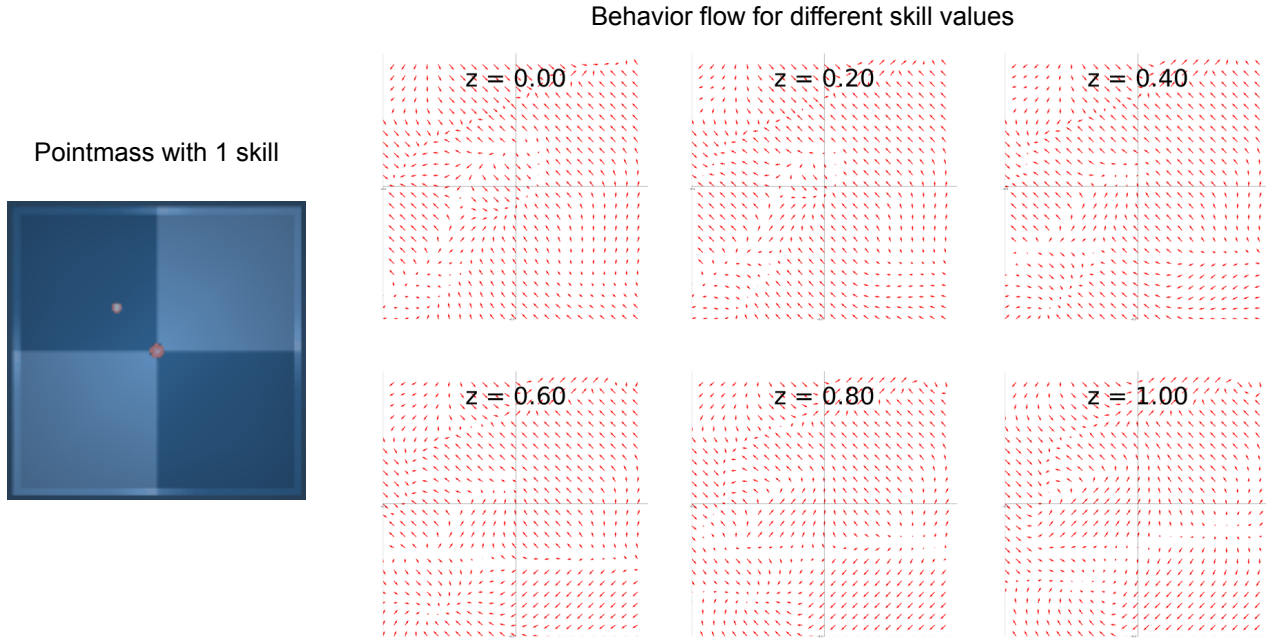 Behavior flow for different skill values
Pointmass with 1 skill
z = 0.00
z = 0.20
z = 0.40
z = 0.60
z = 0.80
z = 1.00